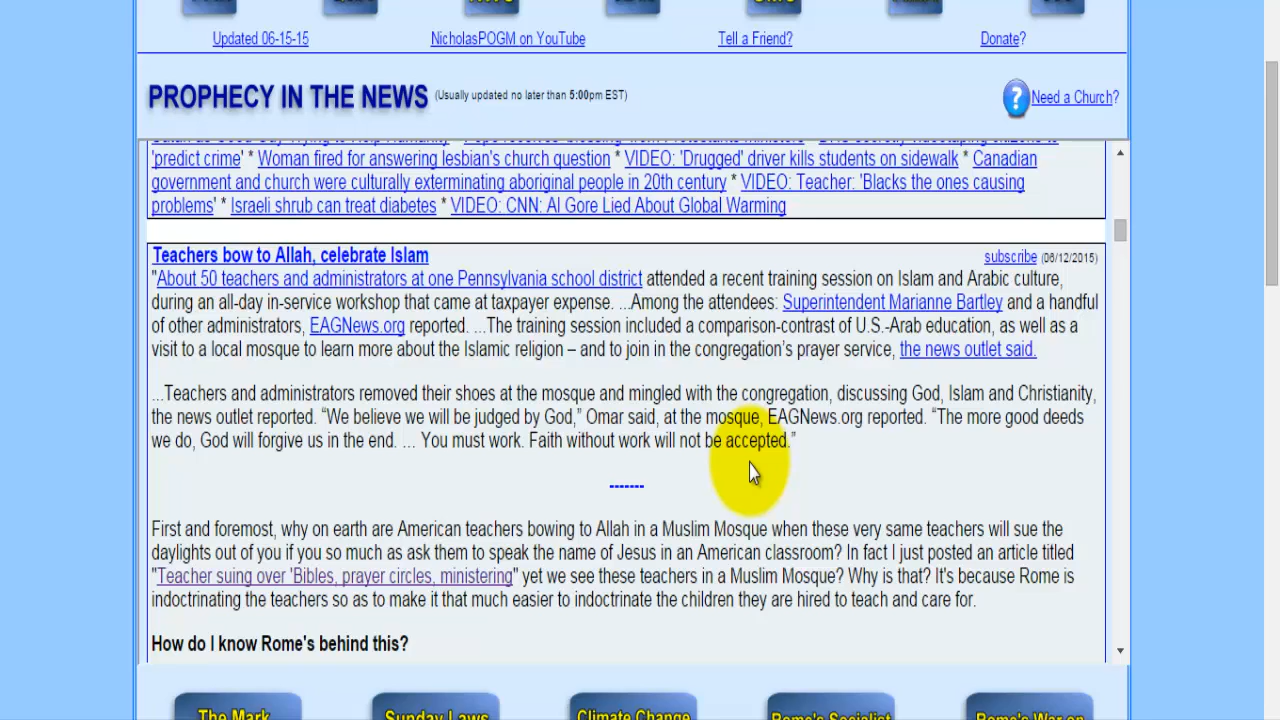 Updated 06-15-15 NicholasPOGM on YouTube Tell a Friend? Donate?
PROPHECY IN THE NEWS (Usually updated no later than 5:00pm EST) Need a Church?
'predict crime' * Woman fired for answering lesbian's church question * VIDEO: 'Drugged' driver kills students on sidewalk * Canadian
government and church were culturally exterminating aboriginal people in 20th century * VIDEO: Teacher: 'Blacks the ones causing
problems' * Israeli shrub can treat diabetes * VIDEO: CNN: Al Gore Lied About Global Warming
Teachers bow to Allah, celebrate Islam subscribe (06/12/2015)
"About 50 teachers and administrators at one Pennsylvania school district attended a recent training session on Islam and Arabic culture,
during an all-day in-service workshop that came at taxpayer expense. ...Among the attendees: Superintendent Marianne Bartley and a handful
of other administrators, EAGNews.org reported. ...The training session included a comparison-contrast of U.S.-Arab education, as well as a
visit to a local mosque to learn more about the Islamic religion – and to join in the congregation's prayer service, the news outlet said.
...Teachers and administrators removed their shoes at the mosque and mingled with the congregation, discussing God, Islam and Christianity,
the news outlet reported. “We believe we will be judged by God,” Omar said, at the mosque, EAGNews.org reported. “The more good deeds
we do, God will forgive us in the end. ... You must work. Faith without work will not be accepted.”
-------
First and foremost, why on earth are American teachers bowing to Allah in a Muslim Mosque when these very same teachers will sue the
daylights out of you if you so much as ask them to speak the name of Jesus in an American classroom? In fact I just posted an article titled
"Teacher suing over 'Bibles, prayer circles, ministering" yet we see these teachers in a Muslim Mosque? Why is that? It's because Rome is
indoctrinating the teachers so as to make it that much easier to indoctrinate the children they are hired to teach and care for.
How do I know Rome's behind this?
The Mark Sunday Laws Climate Change Rome's Socialist Rome's War on